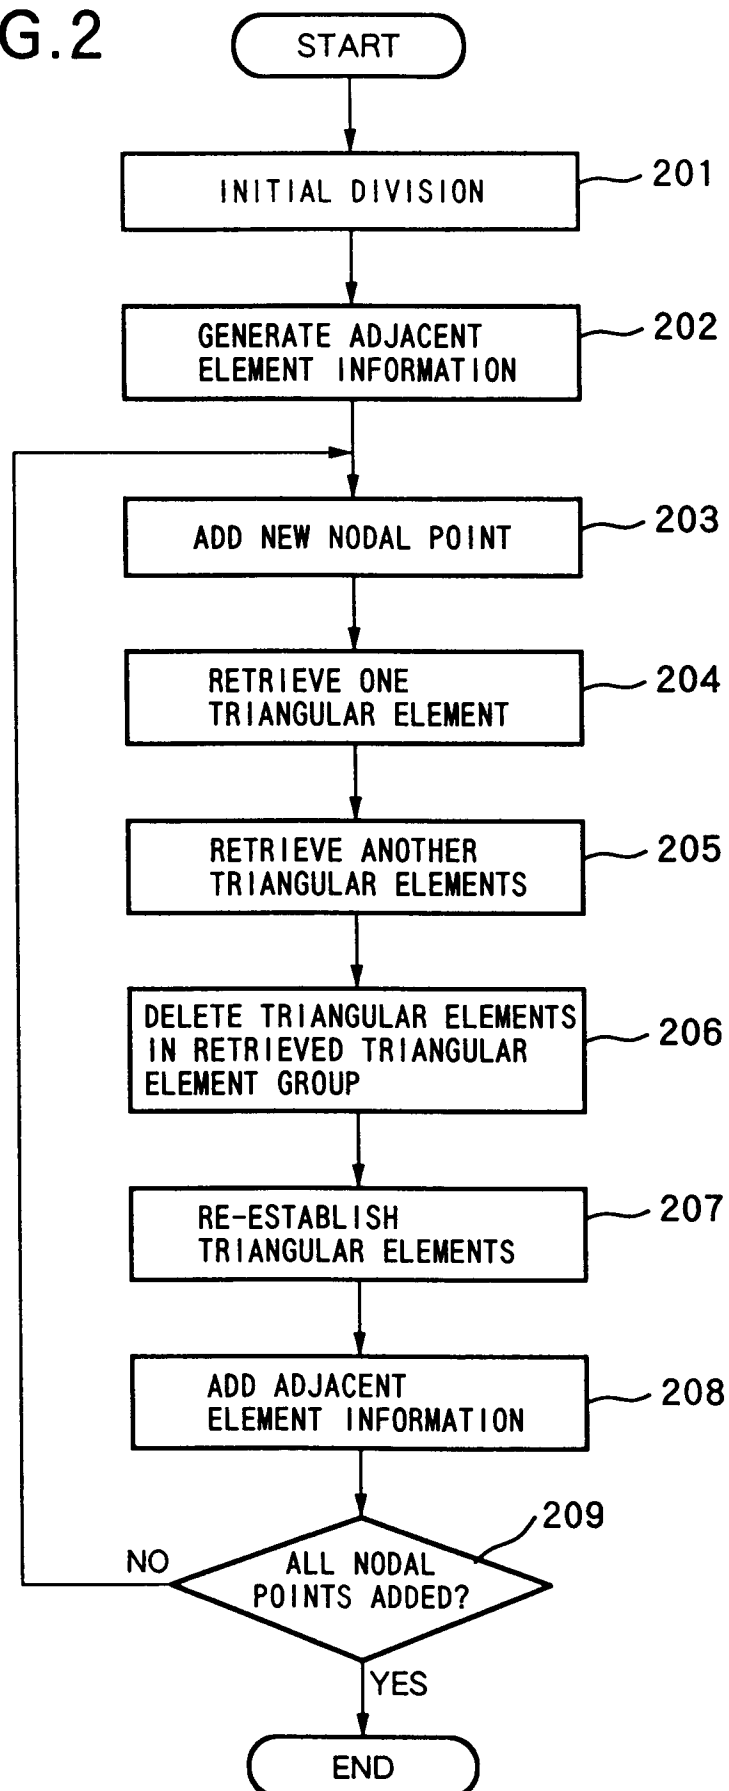 G.2
START
INITIAL DIVISION
201
GENERATE ADJACENT
ELEMENT INFORMATION
202
ADD NEW NODAL POINT
203
RETRIEVE ONE
TRIANGULAR ELEMENT
204
RETRIEVE ANOTHER
TRIANGULAR ELEMENTS
205
DELETE TRIANGULAR ELEMENTS
IN RETRIEVED TRIANGULAR
ELEMENT GROUP
206
RE-ESTABLISH
TRIANGULAR ELEMENTS
207
ADD ADJACENT
ELEMENT INFORMATION
208
209
NO
ALL NODAL
POINTS ADDED?
YES
END